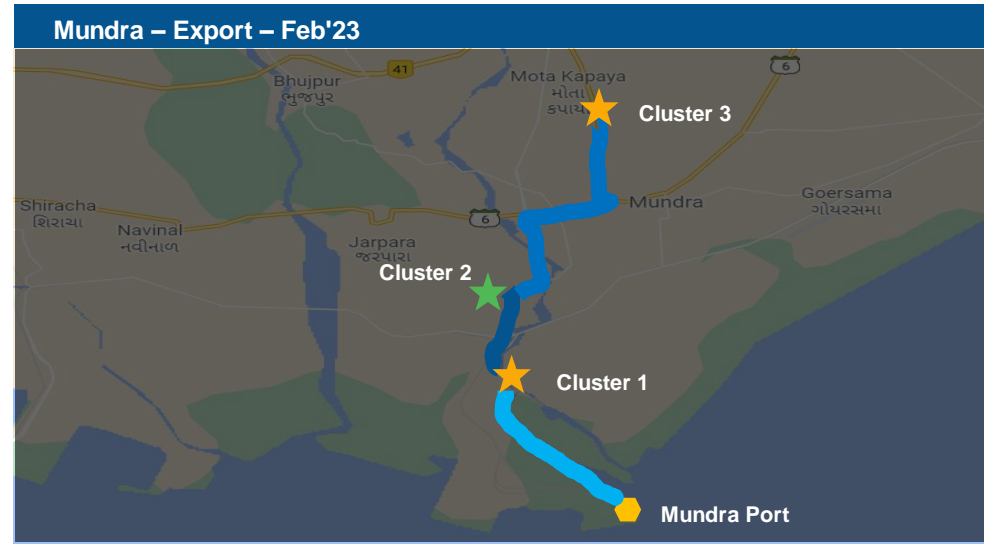 Mundra – Export – Feb'23
41
Bhujpur
ભુજપુર
Mota Kapaya
મોતા
કપાયા
6
Cluster 3
Shiracha
શિરાચા
Navinal
નવીનાળ
6
Mundra
Goersama
ગોયરસમા
Jarpara
જરપારા
Cluster 2
Cluster 1
Mundra Port